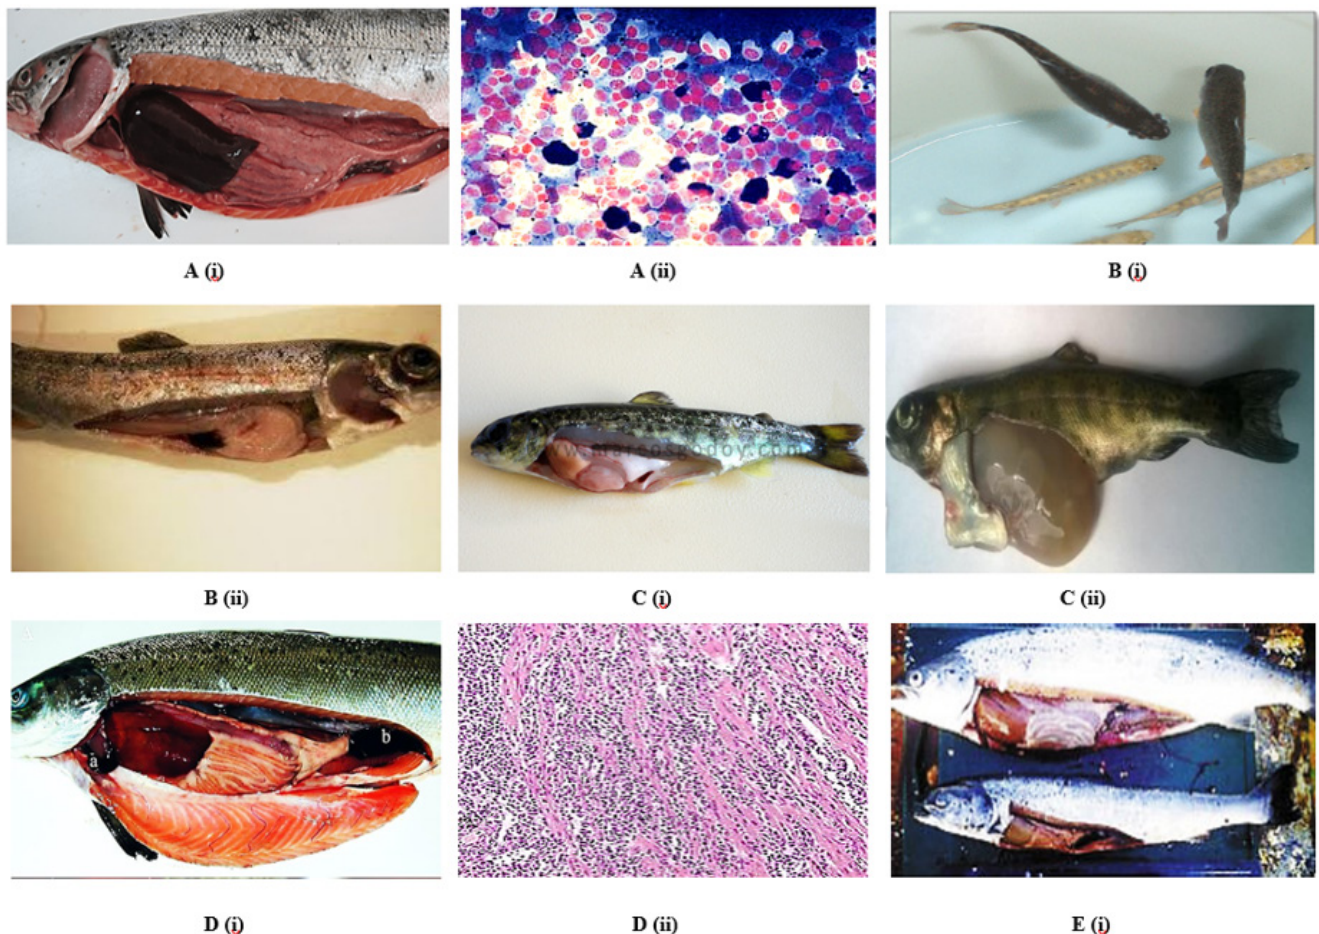 A (i)
A (ii)
B (i)
B (ii)
C (i)
C (ii)
a
b
D (i)
D (ii)
E (i)